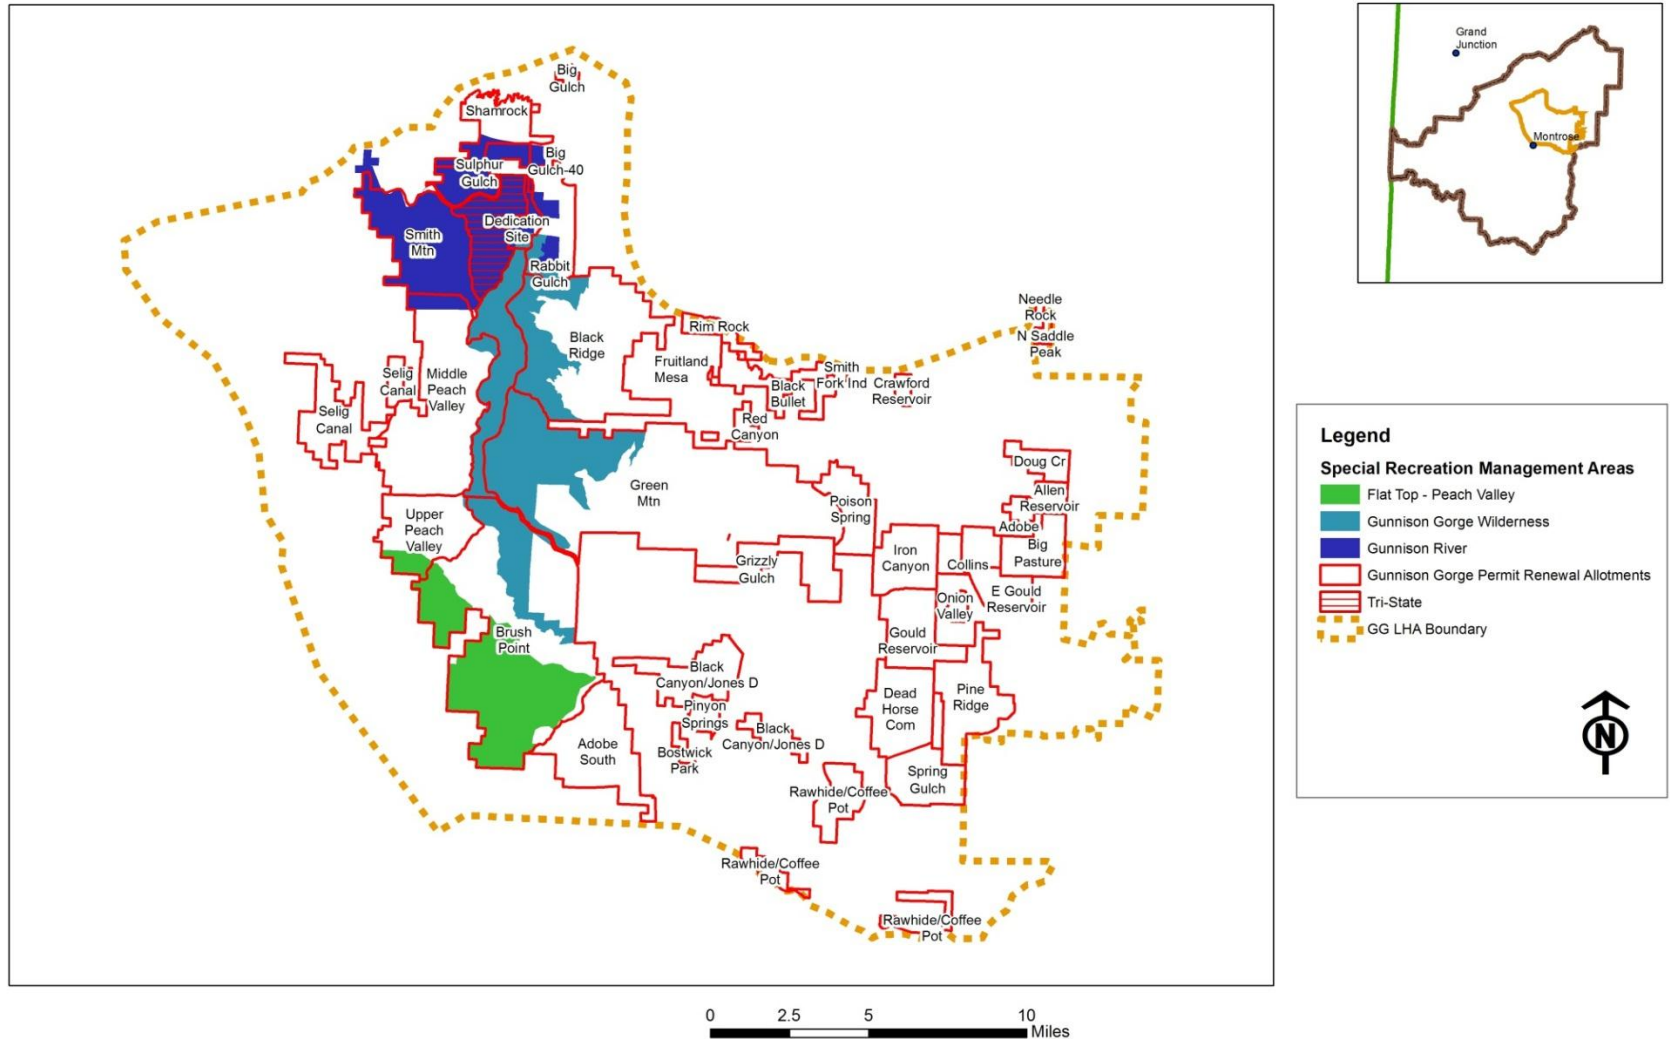 Big
Gulch
Shamrock
Big
Gulch-40
Sulphur
Gulch
Dedication
Site
Smith
Mtn
Rabbit
Gulch
Black
Ridge
Rim Rock
Needle
Rock
N Saddle
Peak
Fruitland
Mesa
Smith
Fork Ind
Crawford
Reservoir
Black
Bullet
Red
Canyon
Selig
Canal
Middle
Peach
Valley
Selig
Canal
Green
Mtn
Doug Cr
Allen
Reservoir
Adobe
Big
Pasture
Poison
Spring
Upper
Peach
Valley
Iron
Canyon
Collins
Grizzly
Gulch
Onion
Valley
E Gould
Reservoir
Gould
Reservoir
Brush
Point
Black
Canyon/Jones D
Pinyon
Springs
Dead
Horse
Com
Pine
Ridge
Black
Canyon/Jones D
Bostwick
Park
Adobe
South
Spring
Gulch
Rawhide/Coffee
Pot
Rawhide/Coffee
Pot
Rawhide/Coffee
Pot
0 2.5 5 10
Miles
Grand
Junction
Montrose
Legend
Special Recreation Management Areas
Flat Top - Peach Valley
Gunnison Gorge Wilderness
Gunnison River
Gunnison Gorge Permit Renewal Allotments
Tri-State
GG LHA Boundary
N